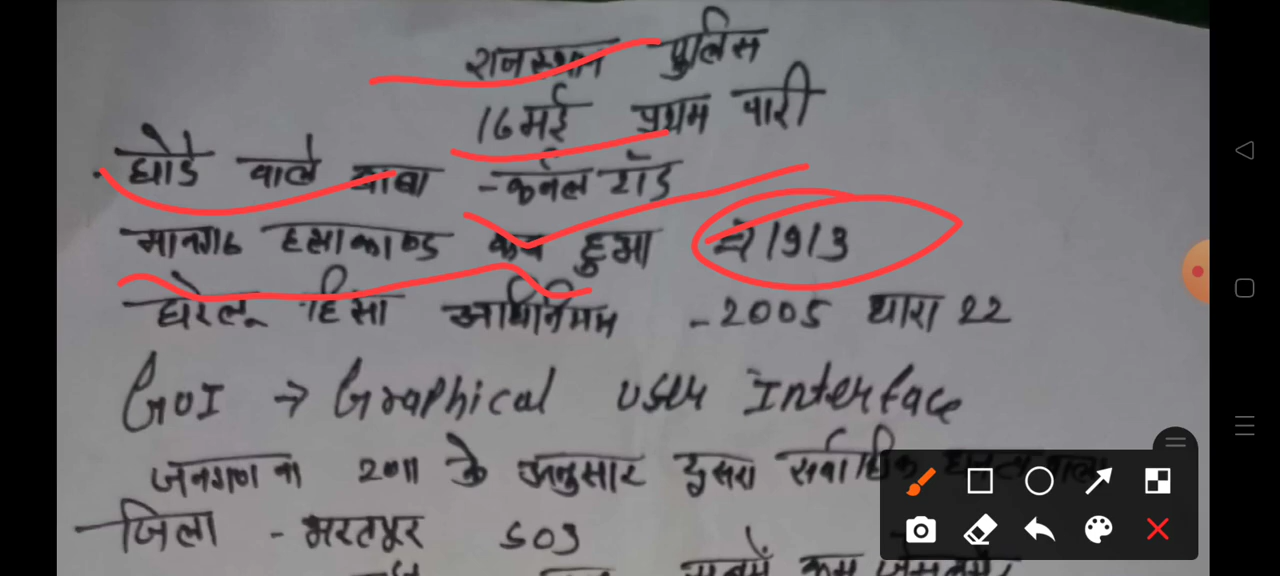 राजस्थान पुलिस
16 मई प्रथम पारी
घोडे वाले बाबा - कर्नल टॉड
मानगढ हत्याकाण्ड कब हुआ 1913
घरेलू हिंसा अधिनियम - 2005 धारा 22
GUI → Graphical User Interface
जनगणना 2011 के अनुसार दुसरा सर्वाधिक
जिला - भरतपुर 503